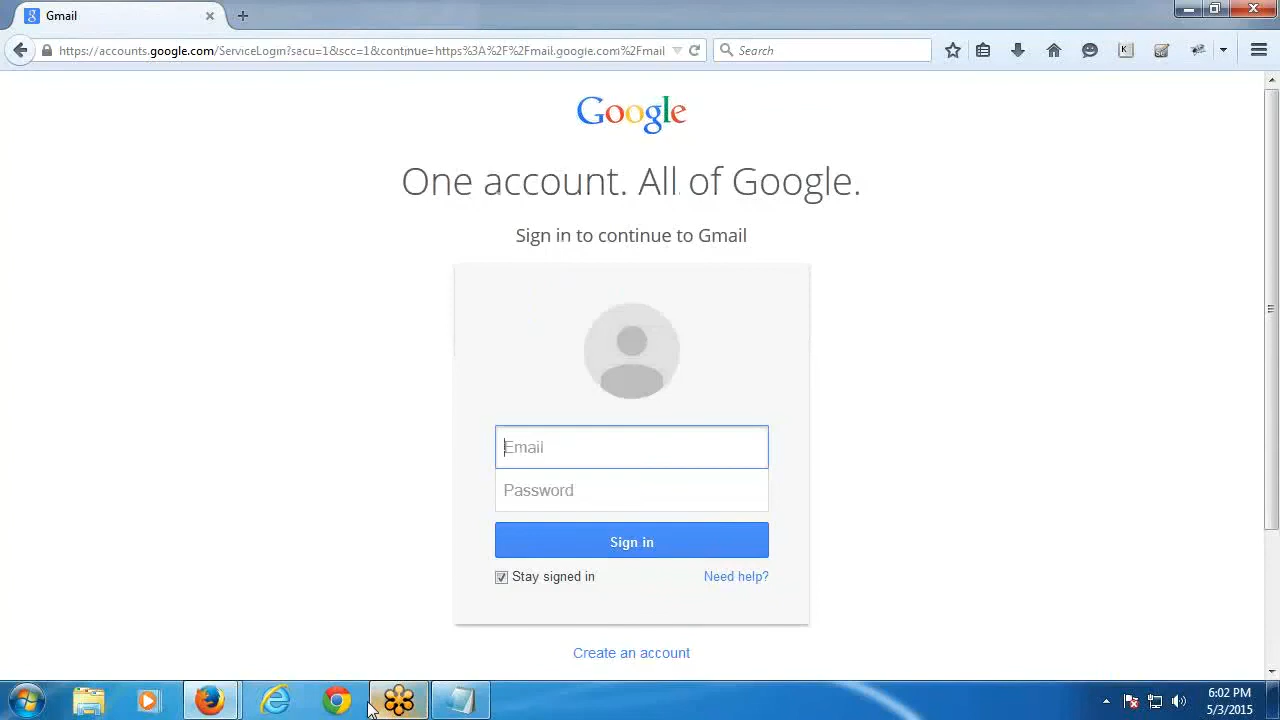 Gmail
https://accounts.google.com/ServiceLogin?sacu=1&scc=1&continue=https%3A%2F%2Fmail.google.com%2Fmail
Search
Google
One account. All of Google.
Sign in to continue to Gmail
Email
Password
Sign in
Stay signed in
Need help?
Create an account
6:02 PM
5/3/2015